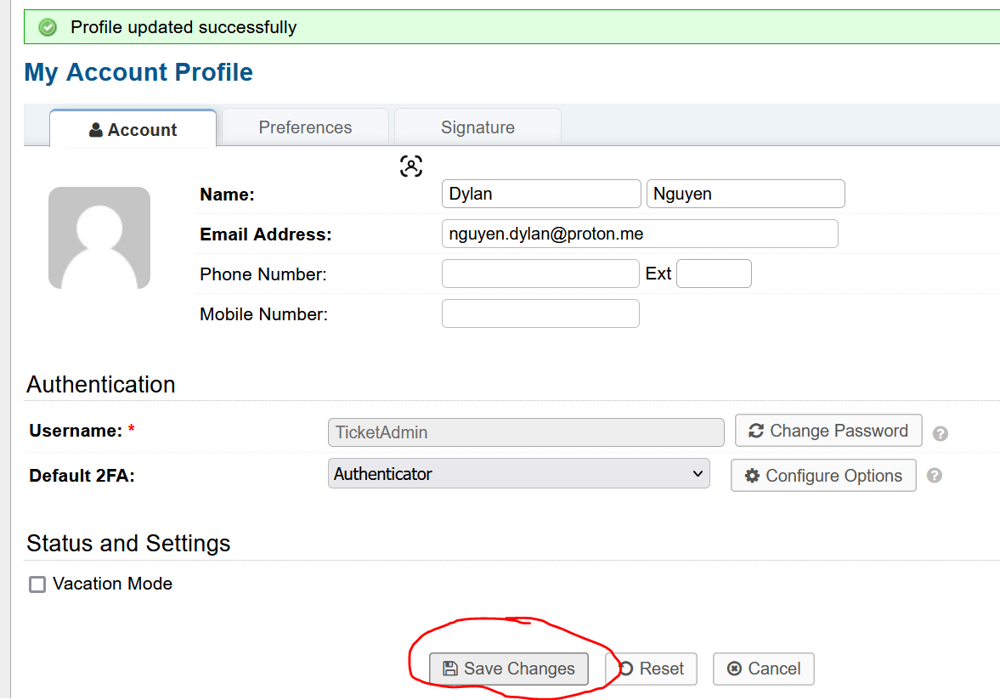 Profile updated successfully
My Account Profile
Account Preferences Signature
Name: Dylan Nguyen
Email Address: nguyen.dylan@proton.me
Phone Number: Ext
Mobile Number:
Authentication
Username: * TicketAdmin Change Password ?
Default 2FA: Authenticator Configure Options ?
Status and Settings
Vacation Mode
Save Changes Reset Cancel